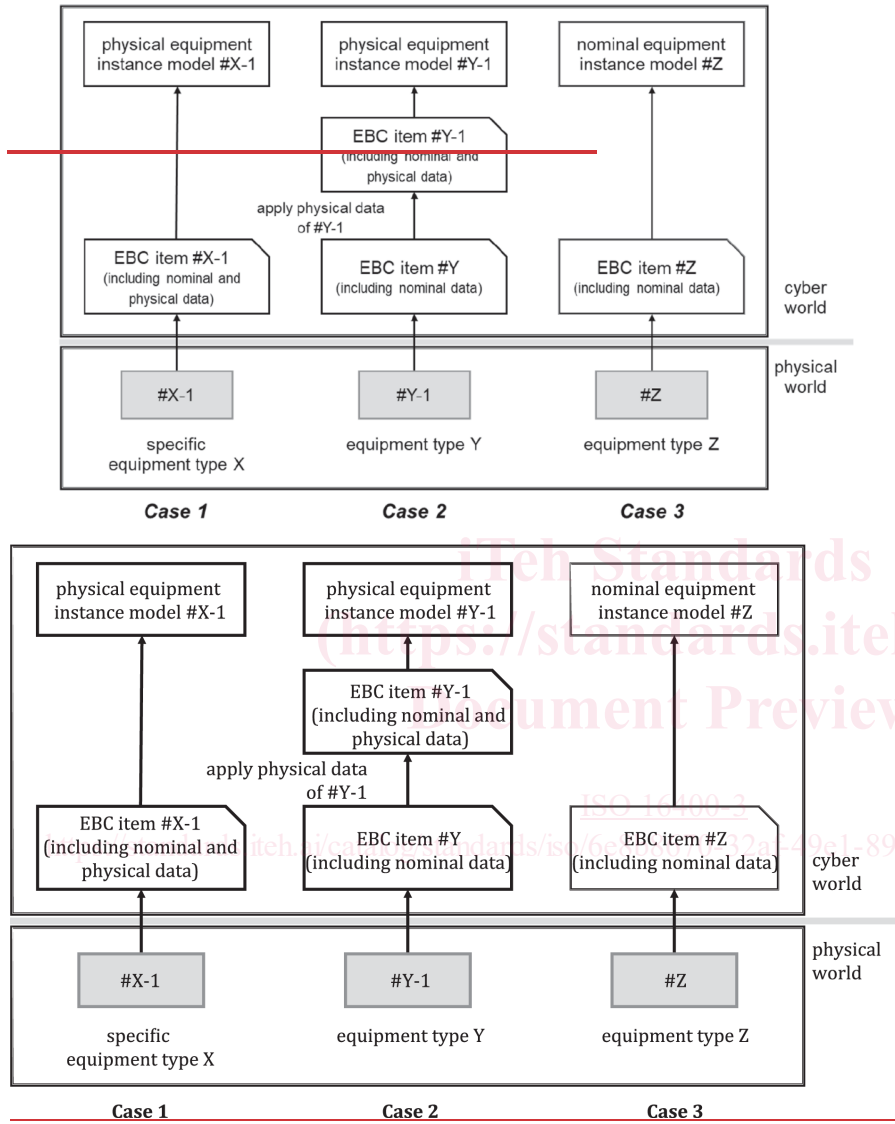 physical equipment
instance model #X-1
physical equipment
instance model #Y-1
nominal equipment
instance model #Z
EBC item #Y-1
(including nominal and
physical data)
apply physical data
of #Y-1
EBC item #X-1
(including nominal and
physical data)
EBC item #Y
(including nominal data)
EBC item #Z
(including nominal data)
cyber
world
physical
world
#X-1
#Y-1
#Z
specific
equipment type X
equipment type Y
equipment type Z
Case 1
Case 2
Case 3
iTeh Standards
(https://standards.iteh
Document Preview
physical equipment
instance model #X-1
physical equipment
instance model #Y-1
nominal equipment
instance model #Z
EBC item #Y-1
(including nominal and
physical data)
apply physical data
of #Y-1
ISO 16400-3
EBC item #X-1
(including nominal and
physical data)
EBC item #Y
(including nominal data)
EBC item #Z
(including nominal data)
cyber
world
physical
world
#X-1
#Y-1
#Z
specific
equipment type X
equipment type Y
equipment type Z
Case 1
Case 2
Case 3